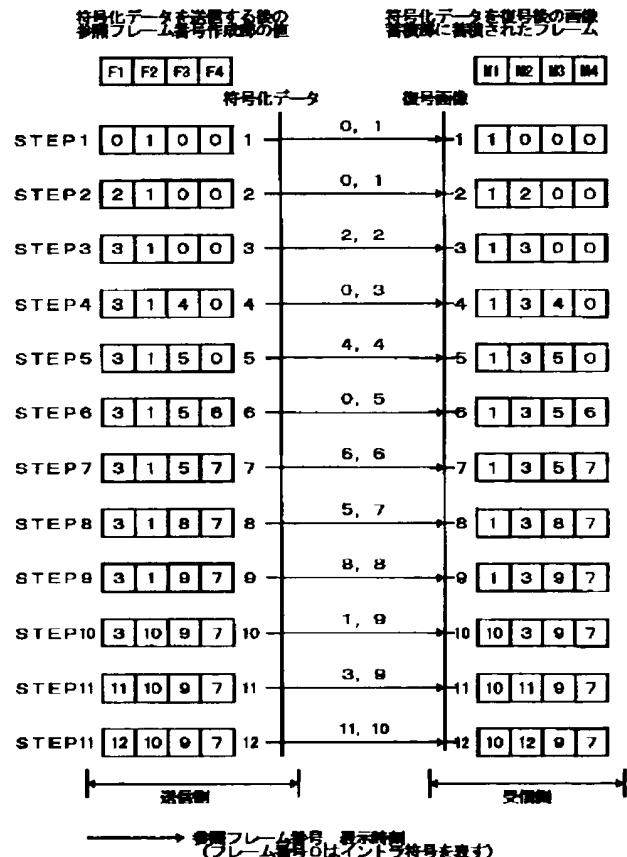 符号化データを送信する後の
参照フレーム番号作成部の値
符号化データを復号後の画像
蓄積部に蓄積されたフレーム
F1 F2 F3 F4
M1 M2 M3 M4
符号化データ
復号画像
STEP1 0 1 0 0 1 0, 1 1 1 0 0 0
STEP2 2 1 0 0 2 0, 1 2 1 2 0 0
STEP3 3 1 0 0 3 2, 2 3 1 3 0 0
STEP4 3 1 4 0 4 0, 3 4 1 3 4 0
STEP5 3 1 5 0 5 4, 4 5 1 3 5 0
STEP6 3 1 5 6 6 0, 5 6 1 3 5 6
STEP7 3 1 5 7 7 6, 6 7 1 3 5 7
STEP8 3 1 8 7 8 5, 7 8 1 3 8 7
STEP9 3 1 9 7 9 8, 8 9 1 3 9 7
STEP10 3 10 9 7 10 1, 9 10 10 3 9 7
STEP11 11 10 9 7 11 3, 9 11 10 11 9 7
STEP11 12 10 9 7 12 11, 10 12 10 12 9 7
送信側
受信側
参照フレーム番号, 表示時刻
(フレーム番号0はイントラ符号を表す)